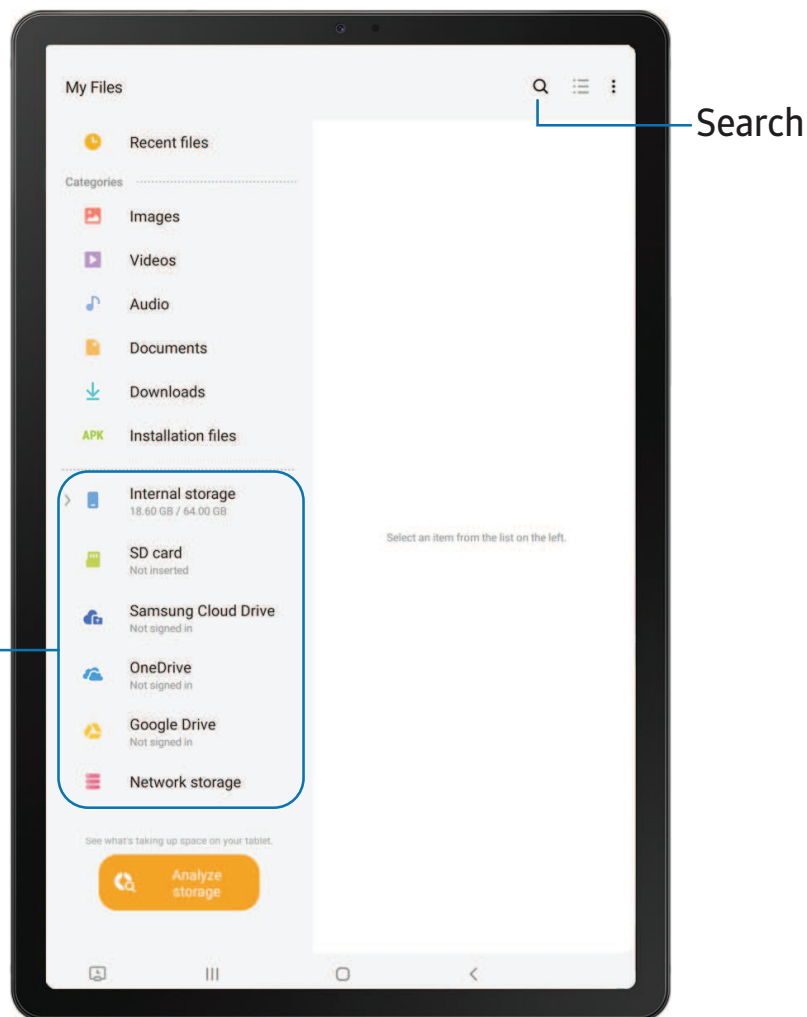 My Files
Search
Recent files
Categories
Images
Videos
Audio
Documents
Downloads
APK
Installation files
Internal storage
18.60 GB / 64.00 GB
Select an item from the list on the left.
SD card
Not inserted
Samsung Cloud Drive
Not signed in
OneDrive
Not signed in
Google Drive
Not signed in
Network storage
See what's taking up space on your tablet.
Analyze
storage